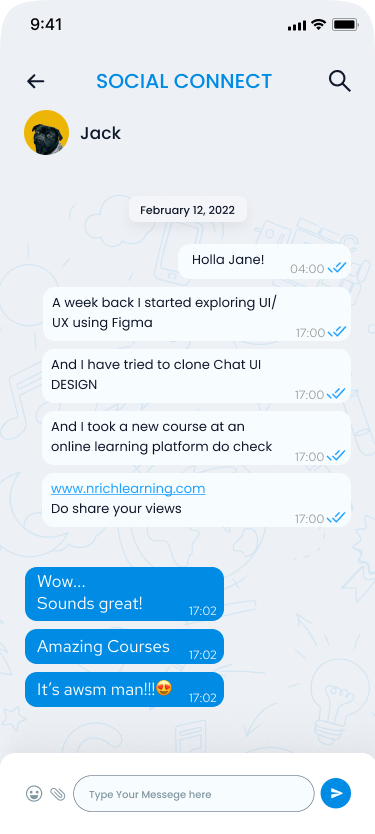 9:41
SOCIAL CONNECT
Jack
February 12, 2022
Holla Jane!
04:00
A week back I started exploring UI/
UX using Figma
17:00
And I have tried to clone Chat UI
DESIGN
17:00
And I took a new course at an
online learning platform do check
17:00
www.nrichlearning.com
Do share your views
17:00
Wow...
Sounds great!
17:02
Amazing Courses
17:02
It's awsm man!!!😍
17:02
Type Your Messege here